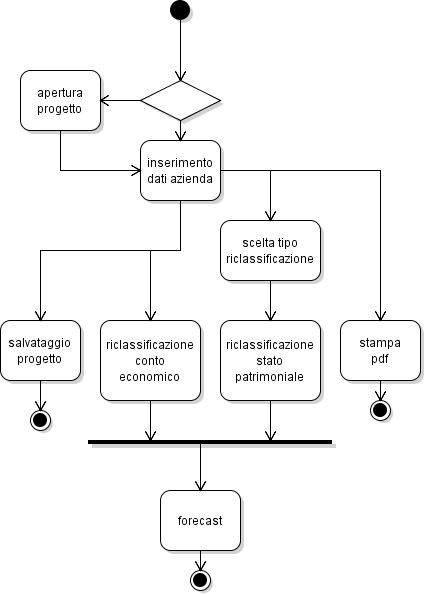 apertura
progetto
inserimento
dati azienda
scelta tipo
riclassificazione
salvataggio
progetto
riclassificazione
conto
economico
riclassificazione
stato
patrimoniale
stampa
pdf
forecast